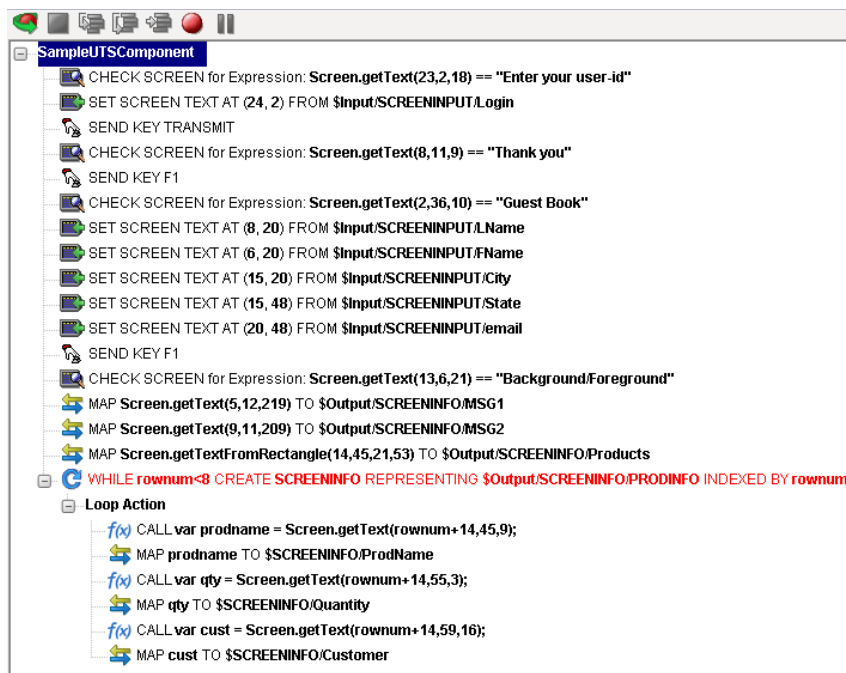 SampleUTSComponent
CHECK SCREEN for Expression: Screen.getText(23,2,18) == "Enter your user-id"
SET SCREEN TEXT AT (24, 2) FROM $Input/SCREENINPUT/Login
SEND KEY TRANSMIT
CHECK SCREEN for Expression: Screen.getText(8,11,9) == "Thank you"
SEND KEY F1
CHECK SCREEN for Expression: Screen.getText(2,36,10) == "Guest Book"
SET SCREEN TEXT AT (8, 20) FROM $Input/SCREENINPUT/LName
SET SCREEN TEXT AT (6, 20) FROM $Input/SCREENINPUT/FName
SET SCREEN TEXT AT (15, 20) FROM $Input/SCREENINPUT/City
SET SCREEN TEXT AT (15, 48) FROM $Input/SCREENINPUT/State
SET SCREEN TEXT AT (20, 48) FROM $Input/SCREENINPUT/email
SEND KEY F1
CHECK SCREEN for Expression: Screen.getText(13,6,21) == "Background/Foreground"
MAP Screen.getText(5,12,219) TO $Output/SCREENINFO/MSG1
MAP Screen.getText(9,11,209) TO $Output/SCREENINFO/MSG2
MAP Screen.getTextFromRectangle(14,45,21,53) TO $Output/SCREENINFO/Products
WHILE rownum<8 CREATE SCREENINFO REPRESENTING $Output/SCREENINFO/PRODINFO INDEXED BY rownum
Loop Action
f(x) CALL var prodname = Screen.getText(rownum+14,45,9);
MAP prodname TO $SCREENINFO/ProdName
f(x) CALL var qty = Screen.getText(rownum+14,55,3);
MAP qty TO $SCREENINFO/Quantity
f(x) CALL var cust = Screen.getText(rownum+14,59,16);
MAP cust TO $SCREENINFO/Customer